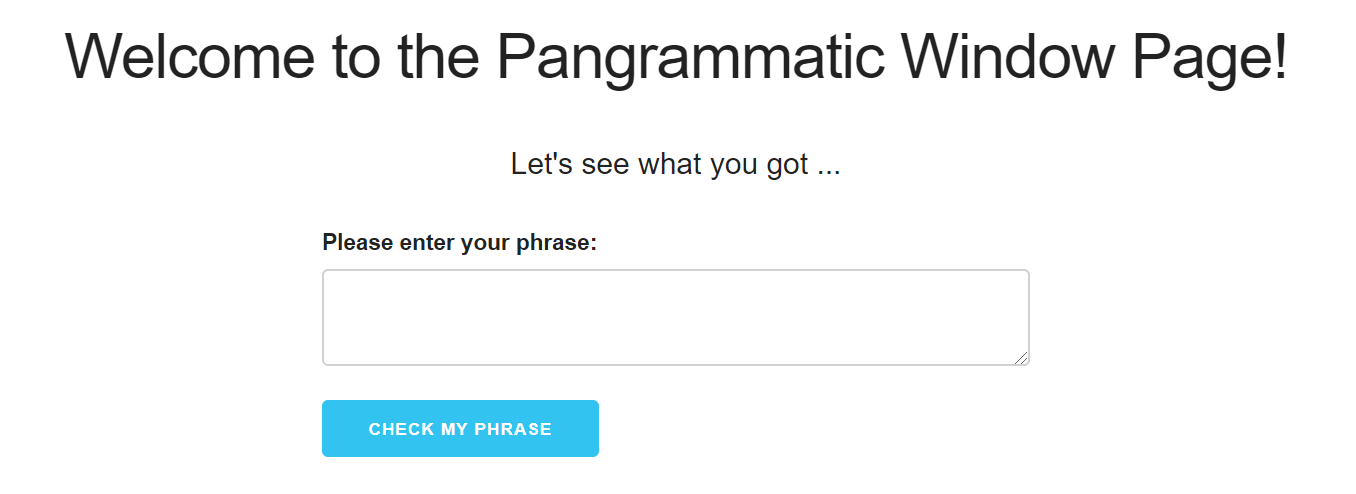 Welcome to the Pangrammatic Window Page!
Let's see what you got ...
Please enter your phrase:
CHECK MY PHRASE